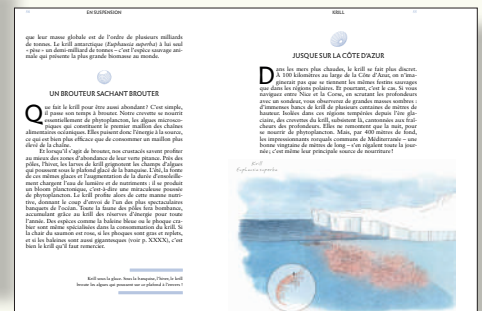 EN SUSPENSION
que leur masse globale est de l'ordre de plusieurs milliards
de tonnes. Le krill antarctique (Euphausia superba) à lui seul
« pèse » un demi-milliard de tonnes – c'est l'espèce sauvage ani-
male qui présente la plus grande biomasse au monde.
UN BROUTEUR SACHANT BROUTER
Que fait le krill pour être aussi abondant ? C'est simple,
il passe son temps à brouter. Notre crevette se nourrit
essentiellement de phytoplancton, les algues microsco-
piques qui constituent le premier maillon des chaînes
alimentaires océaniques. Elles puisent donc l'énergie à la source,
ce qui est bien plus efficace que de consommer un maillon plus
élevé de la chaîne.
Et lorsqu'il s'agit de brouter, nos crustacés savent profiter
au mieux des zones d'abondance de leur verte pitance. Près des
pôles, l'hiver, les larves de krill grignotent les champs d'algues
qui poussent sous le plafond glacé de la banquise. L'été, la fonte
de ces mêmes glaces et l'augmentation de la durée d'ensoleille-
ment chargent l'eau de lumière et de nutriments : il se produit
un bloom planctonique, c'est-à-dire une miraculeuse poussée
de phytoplancton. Le krill profite alors de cette manne nutri-
tive, donnant le coup d'envoi de l'un des plus spectaculaires
banquets de l'océan. Toute la faune des pôles fera bombance,
accumulant grâce au krill des réserves d'énergie pour toute
l'année. Des espèces comme la baleine bleue ou le phoque cra-
bier sont même spécialisées dans la consommation du krill. Si
la chair du saumon est rose, si les phoques sont gras et replets,
et si les baleines sont aussi gigantesques (voir p. XXXX), c'est
bien le krill qu'il faut remercier.
Krill sous la glace. Sous la banquise, l'hiver, le krill
broute les algues qui poussent sur ce plafond à l'envers !
KRILL
JUSQUE SUR LA CÔTE D'AZUR
Dans les mers plus chaudes, le krill se fait plus discret.
À 100 kilomètres au large de la Côte d'Azur, on n'ima-
ginerait pas que se tiennent les mêmes festins sauvages
que dans les régions polaires. Et pourtant, c'est le cas. Si vous
naviguez entre Nice et la Corse, en scrutant les profondeurs
avec un sondeur, vous observerez de grandes masses sombres :
d'immenses bancs de krill de plusieurs centaines de mètres de
hauteur. Isolées dans ces régions tempérées depuis l'ère gla-
ciaire, des crevettes du krill, subsistent là, cantonnées aux fraî-
cheurs des profondeurs. Elles ne remontent que la nuit, pour
se nourrir de phytoplancton. Mais, par 400 mètres de fond,
les impressionnants rorquals communs de Méditerranée – une
bonne vingtaine de mètres de long – s'en régalent toute la jour-
née; c'est même leur principale source de nourriture !
Krill
Euphausia superba